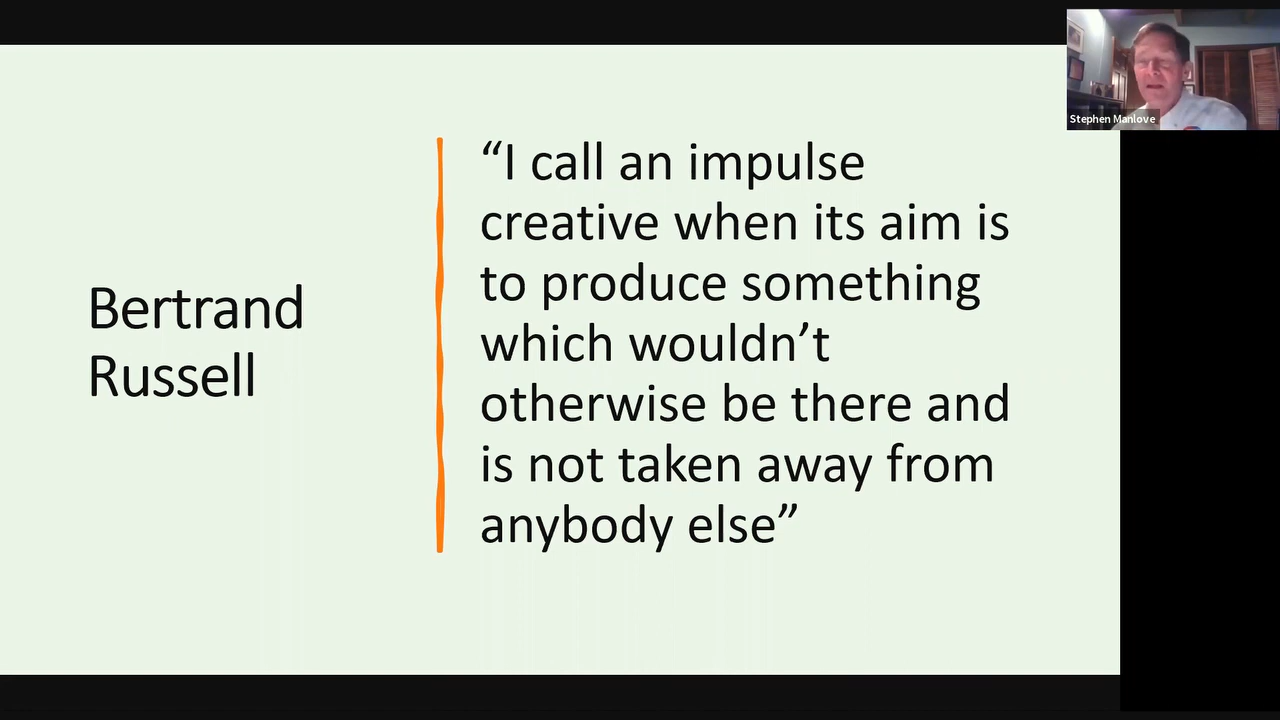 Stephen Manlove
Bertrand
Russell
“I call an impulse
creative when its aim is
to produce something
which wouldn’t
otherwise be there and
is not taken away from
anybody else”